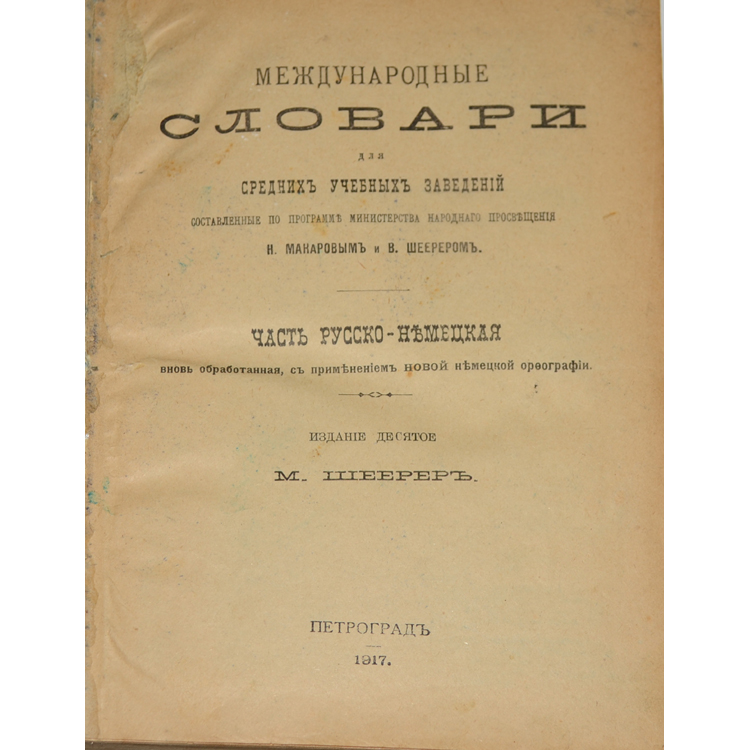 МЕЖДУНАРОДНЫЕ
СЛОВАРИ
для
СРЕДНИХЪ УЧЕБНЫХЪ ЗАВЕДЕНІЙ
СОСТАВЛЕННЫЕ ПО ПРОГРАММѢ МИНИСТЕРСТВА НАРОДНАГО ПРОСВѢЩЕНІЯ
Н. МАКАРОВЫМЪ и В. ШЕЕРЕРОМЪ.
ЧАСТЬ РУССКО-НѢМЕЦКАЯ
вновь обработанная, съ примѣненіемъ новой нѣмецкой орѳографіи.
ИЗДАНІЕ ДЕСЯТОЕ
М. ШЕЕРЕРЪ.
ПЕТРОГРАДЪ
1917.